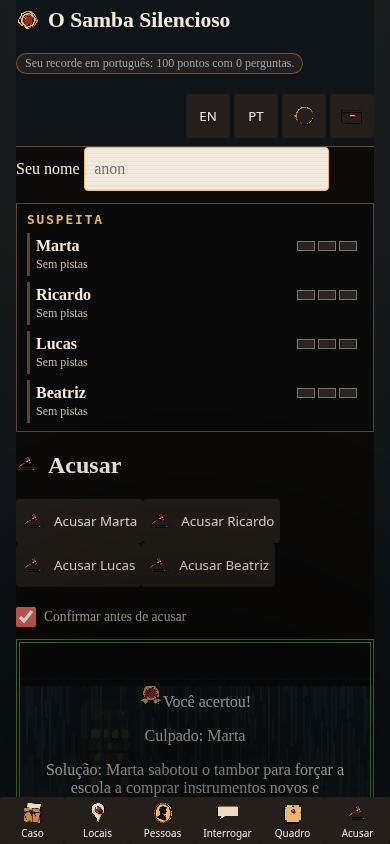 O Samba Silencioso
Seu recorde em português: 100 pontos com 0 perguntas.
EN PT
Seu nome anon
SUSPEITA
Marta
Sem pistas
Ricardo
Sem pistas
Lucas
Sem pistas
Beatriz
Sem pistas
Acusar
Acusar Marta Acusar Ricardo
Acusar Lucas Acusar Beatriz
Confirmar antes de acusar
Você acertou!
Culpado: Marta
Solução: Marta sabotou o tambor para forçar a
escola a comprar instrumentos novos e
Caso Locais Pessoas Interrogar Quadro Acusar